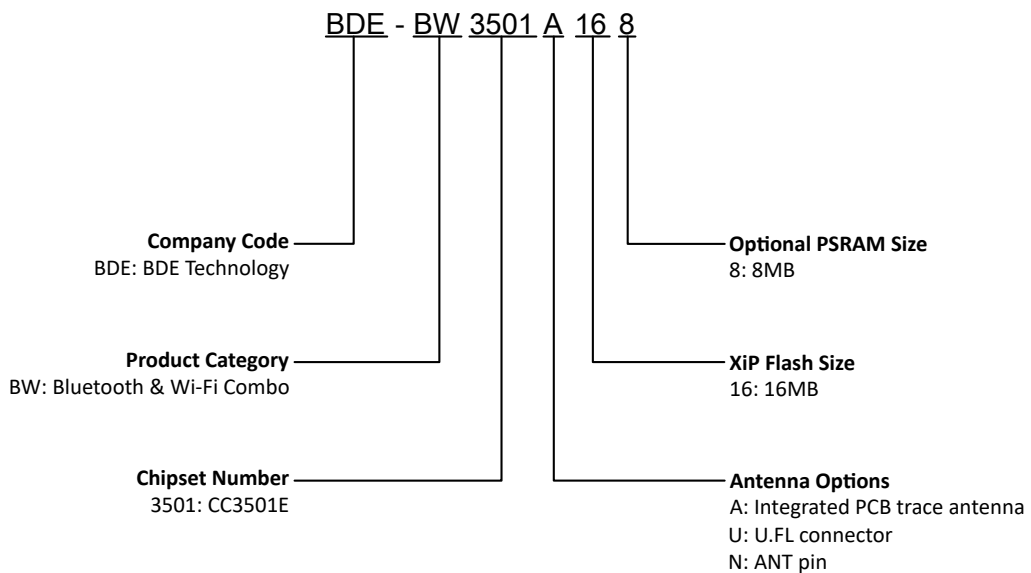 BDE - BW 3501 A 16 8
Company Code
BDE: BDE Technology
Optional PSRAM Size
8: 8MB
Product Category
BW: Bluetooth & Wi-Fi Combo
XiP Flash Size
16: 16MB
Chipset Number
3501: CC3501E
Antenna Options
A: Integrated PCB trace antenna
U: U.FL connector
N: ANT pin